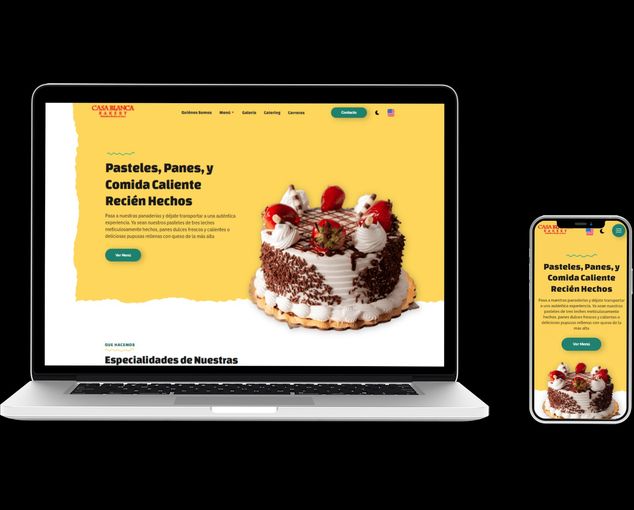 CASA BLANCA
BAKERY
Quiénes Somos Menú Galería Catering Carreras Contacto
Pasteles, Panes, y
Comida Caliente
Recién Hechos
Pasa a nuestras panaderías y déjate transportar a una auténtica
experiencia. Ya sean nuestros pasteles de tres leches
meticulosamente hechos, panes dulces frescos y calientes o
deliciosas pupusas rellenas con queso de la más alta
Ver Menú
QUE HACEMOS
Especialidades de Nuestras
CASA BLANCA
BAKERY
Pasteles, Panes, y
Comida Caliente
Recién Hechos
Pasa a nuestras panaderías y déjate transportar a
una auténtica experiencia. Ya sean nuestros
pasteles de tres leches meticulosamente
hechos, panes dulces frescos y calientes o
deliciosas pupusas rellenas con queso de la
más alta
Ver Menú